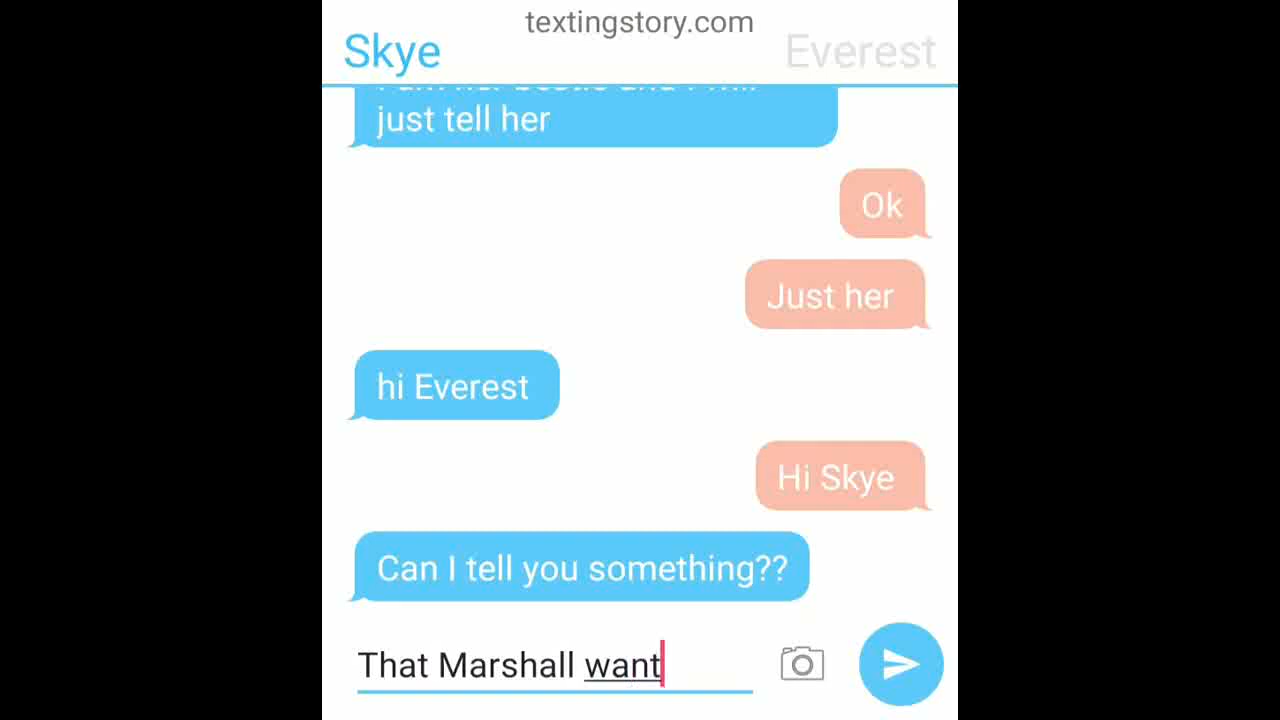 textingstory.com
Skye
Everest
just tell her
Ok
Just her
hi Everest
Hi Skye
Can I tell you something??
That Marshall want